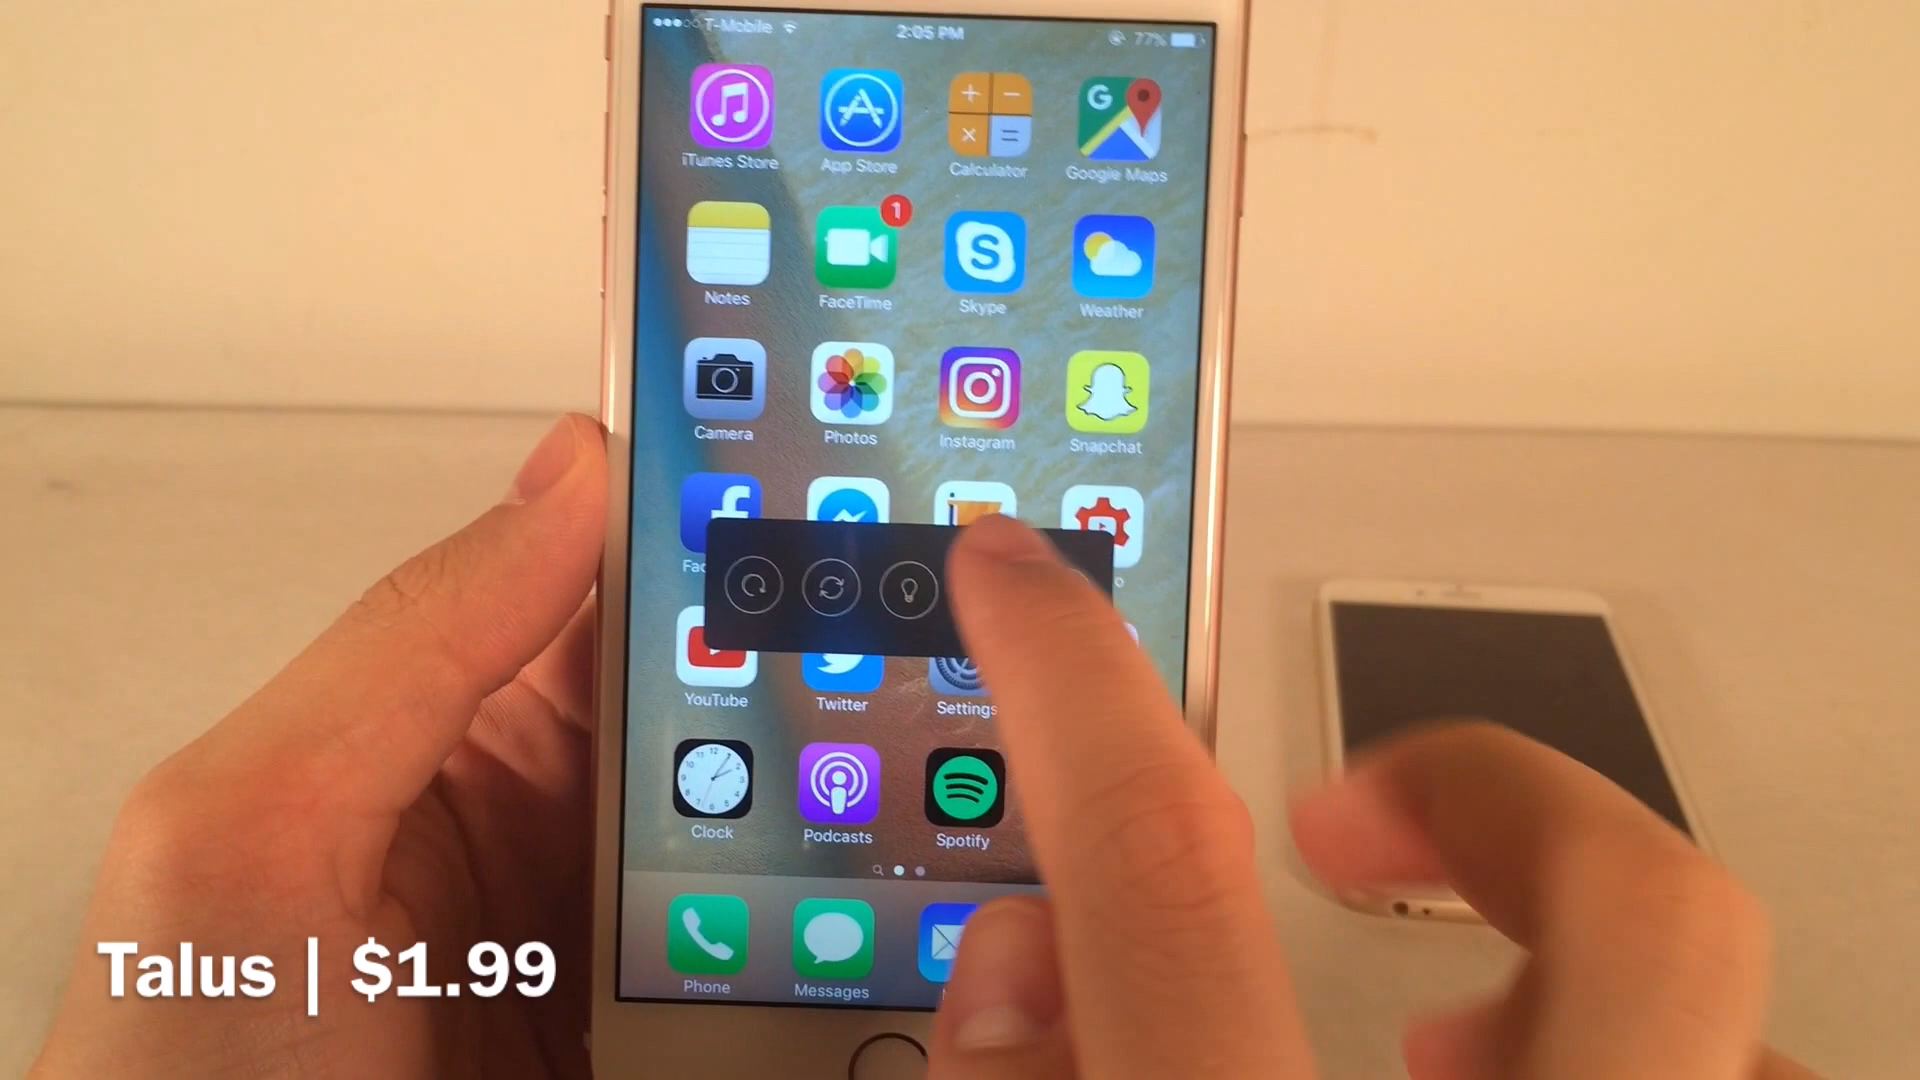 T-Mobile 2:05 PM 77%
iTunes Store App Store Calculator Google Maps
Notes FaceTime Skype Weather
1
Camera Photos Instagram Snapchat
YouTube Twitter Settings
Clock Podcasts Spotify
Phone Messages
Talus | $1.99